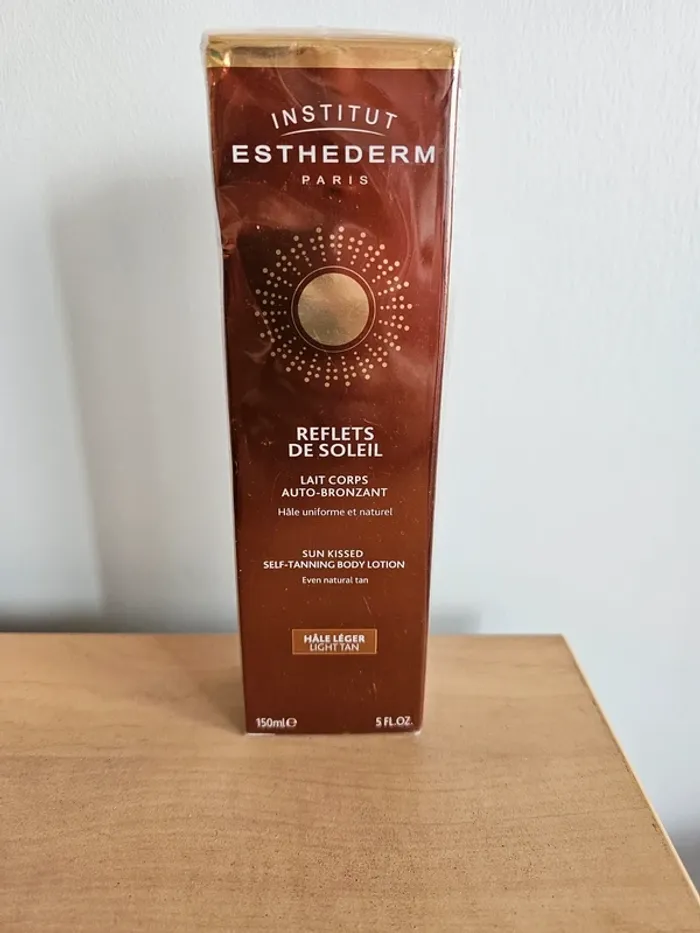 INSTITUT
ESTHEDERM
PARIS
REFLETS
DE SOLEIL
LAIT CORPS
AUTO-BRONZANT
Hâle uniforme et naturel
SUN KISSED
SELF-TANNING BODY LOTION
Even natural tan
HÂLE LÉGER
LIGHT TAN
150ml℮ 5 FL.OZ.